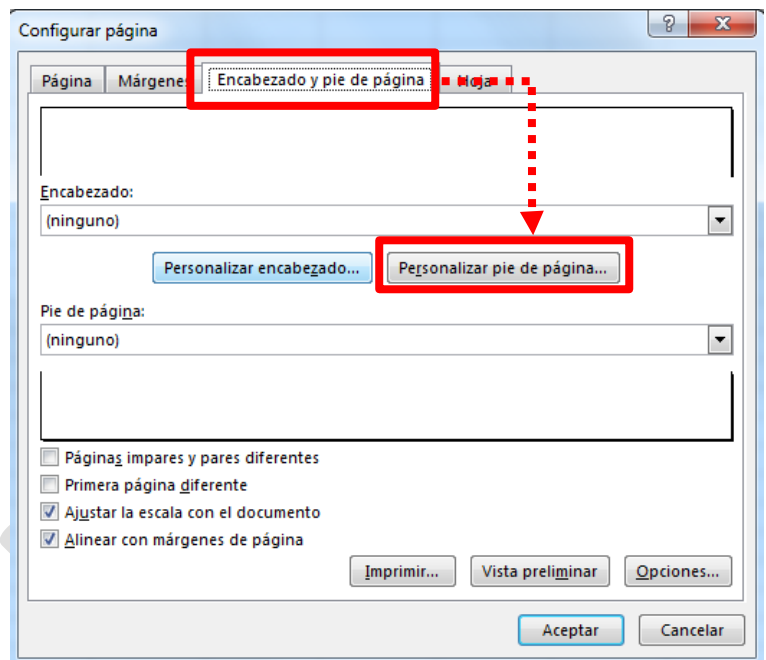 Configurar página
Página Márgenes Encabezado y pie de página Hoja
Encabezado:
(ninguno)
Personalizar encabezado... Personalizar pie de página...
Pie de página:
(ninguno)
Páginas impares y pares diferentes
Primera página diferente
Ajustar la escala con el documento
Alinear con márgenes de página
Imprimir... Vista preliminar Opciones...
Aceptar Cancelar